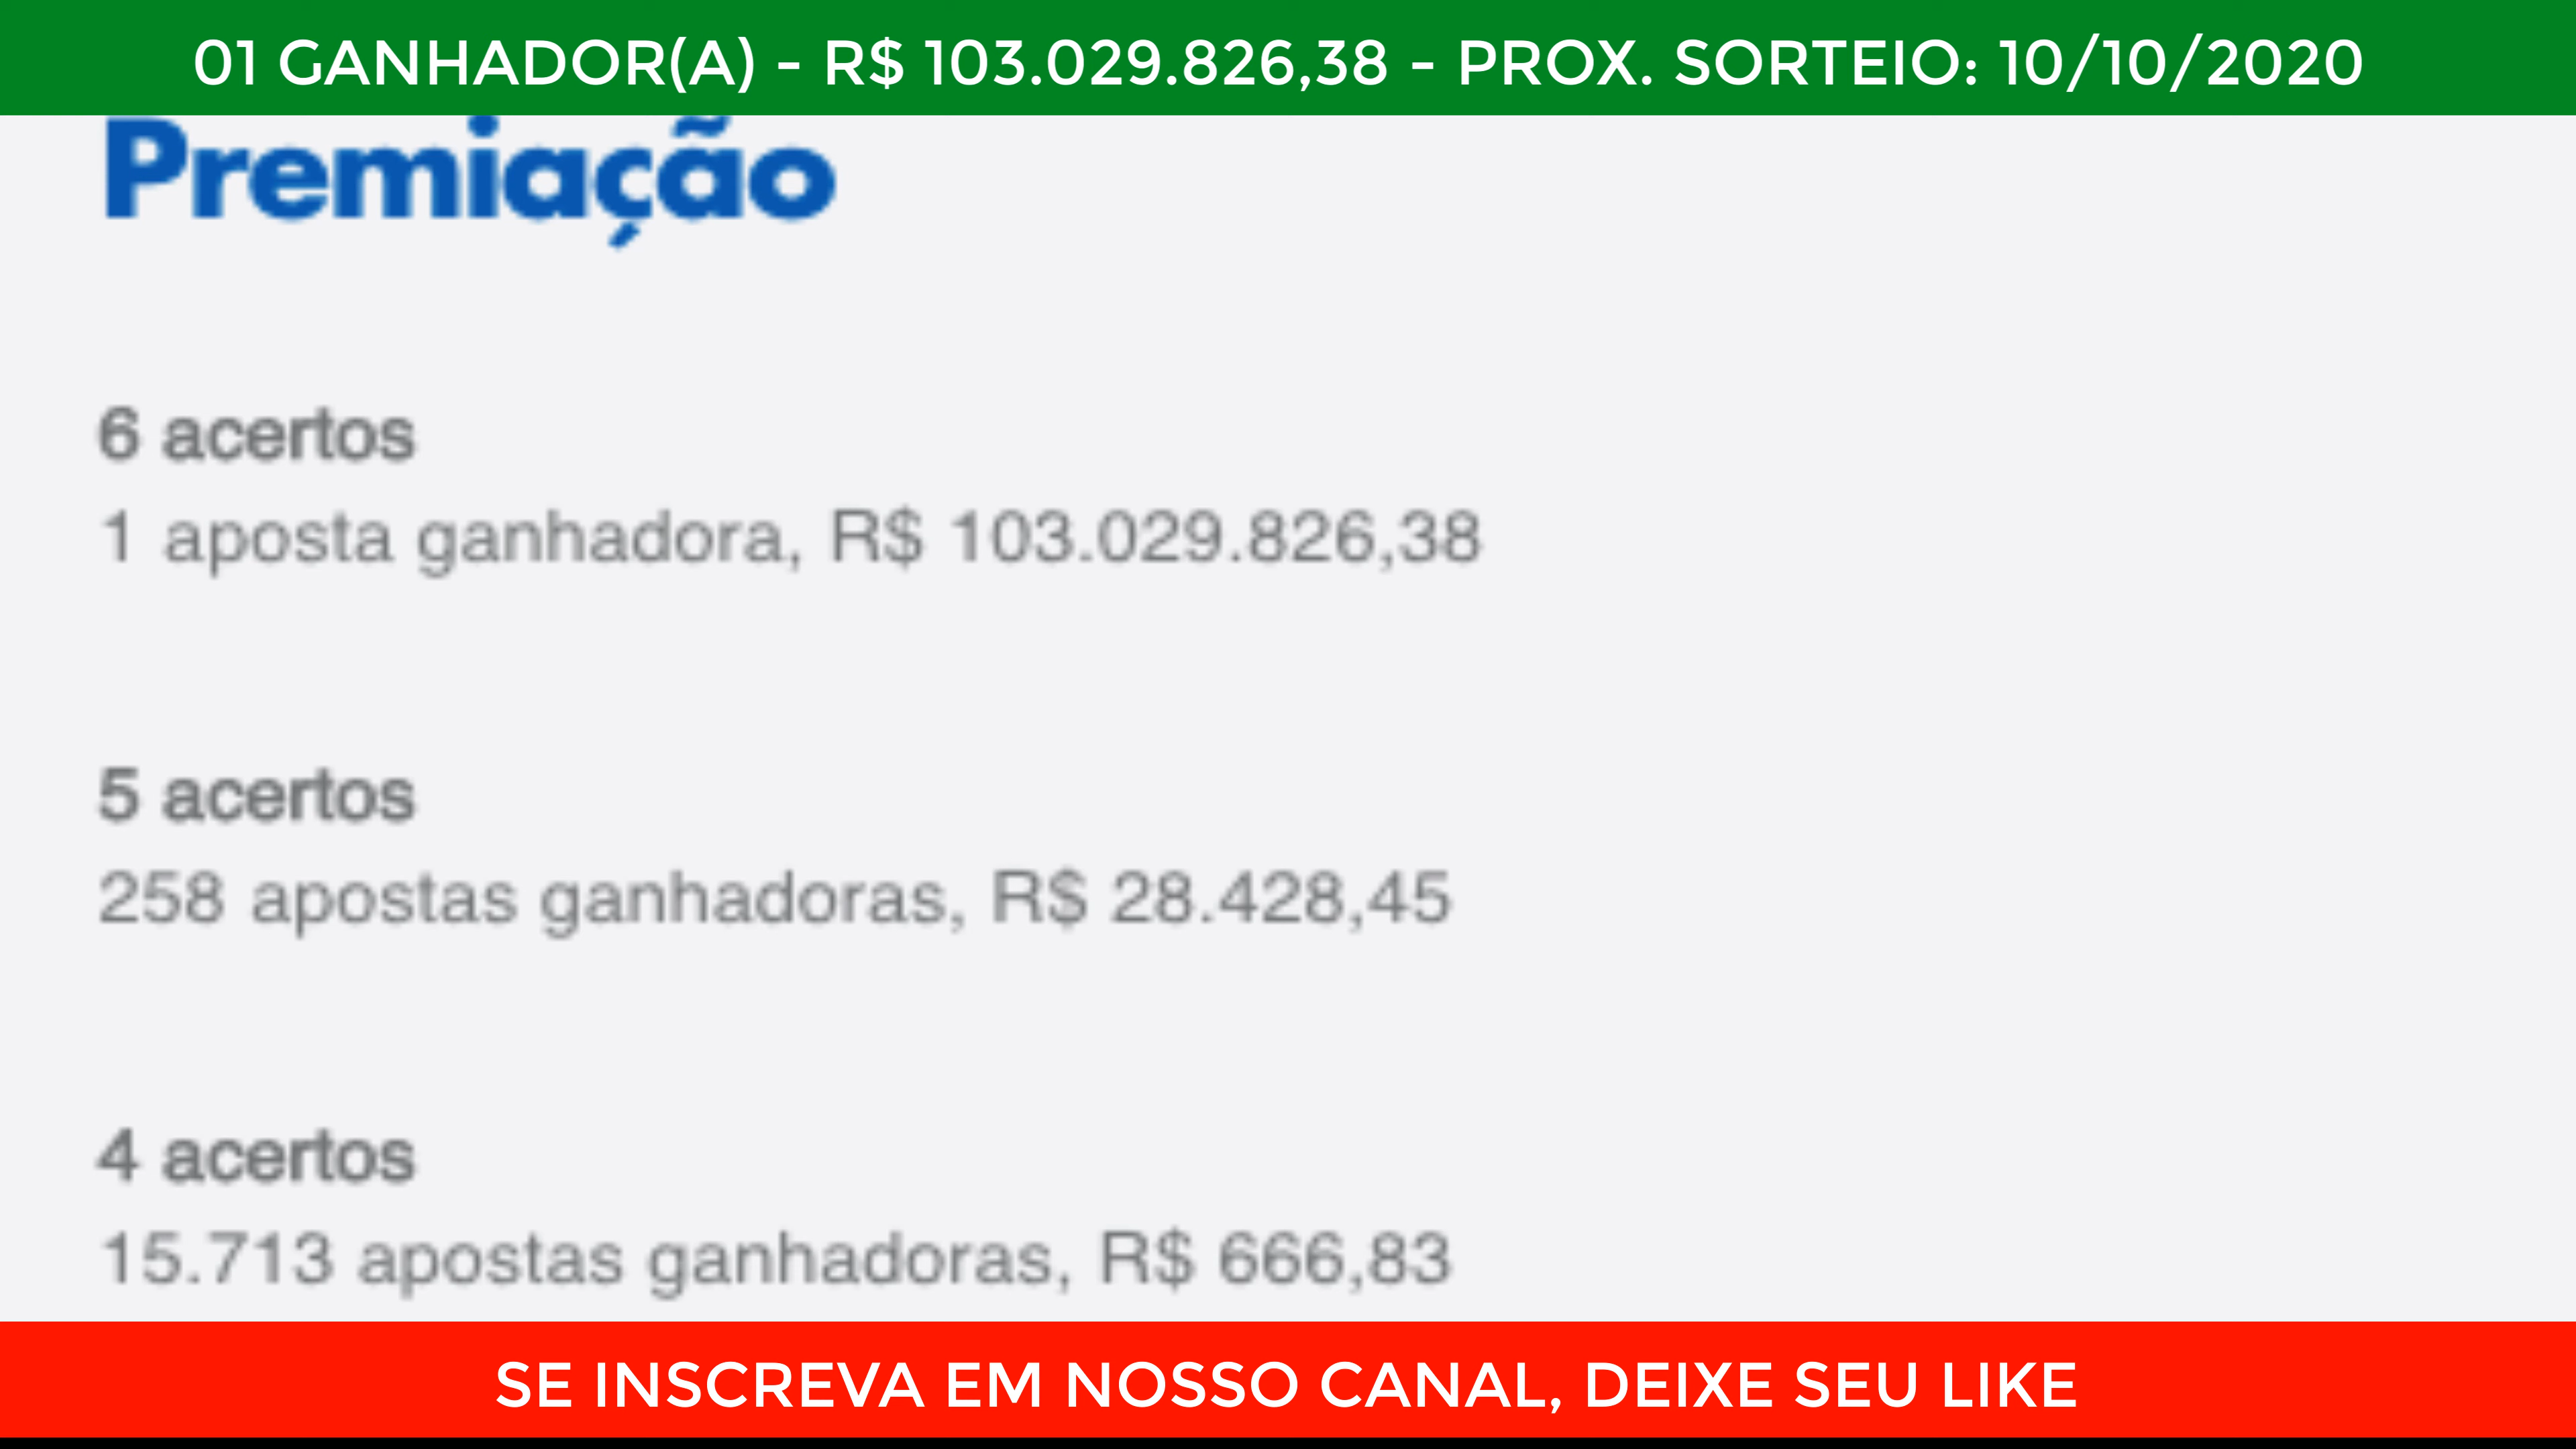 01 GANHADOR(A) - R$ 103.029.826,38 - PROX. SORTEIO: 10/10/2020
Premiação
6 acertos
1 aposta ganhadora, R$ 103.029.826,38
5 acertos
258 apostas ganhadoras, R$ 28.428,45
4 acertos
15.713 apostas ganhadoras, R$ 666,83
SE INSCREVA EM NOSSO CANAL, DEIXE SEU LIKE